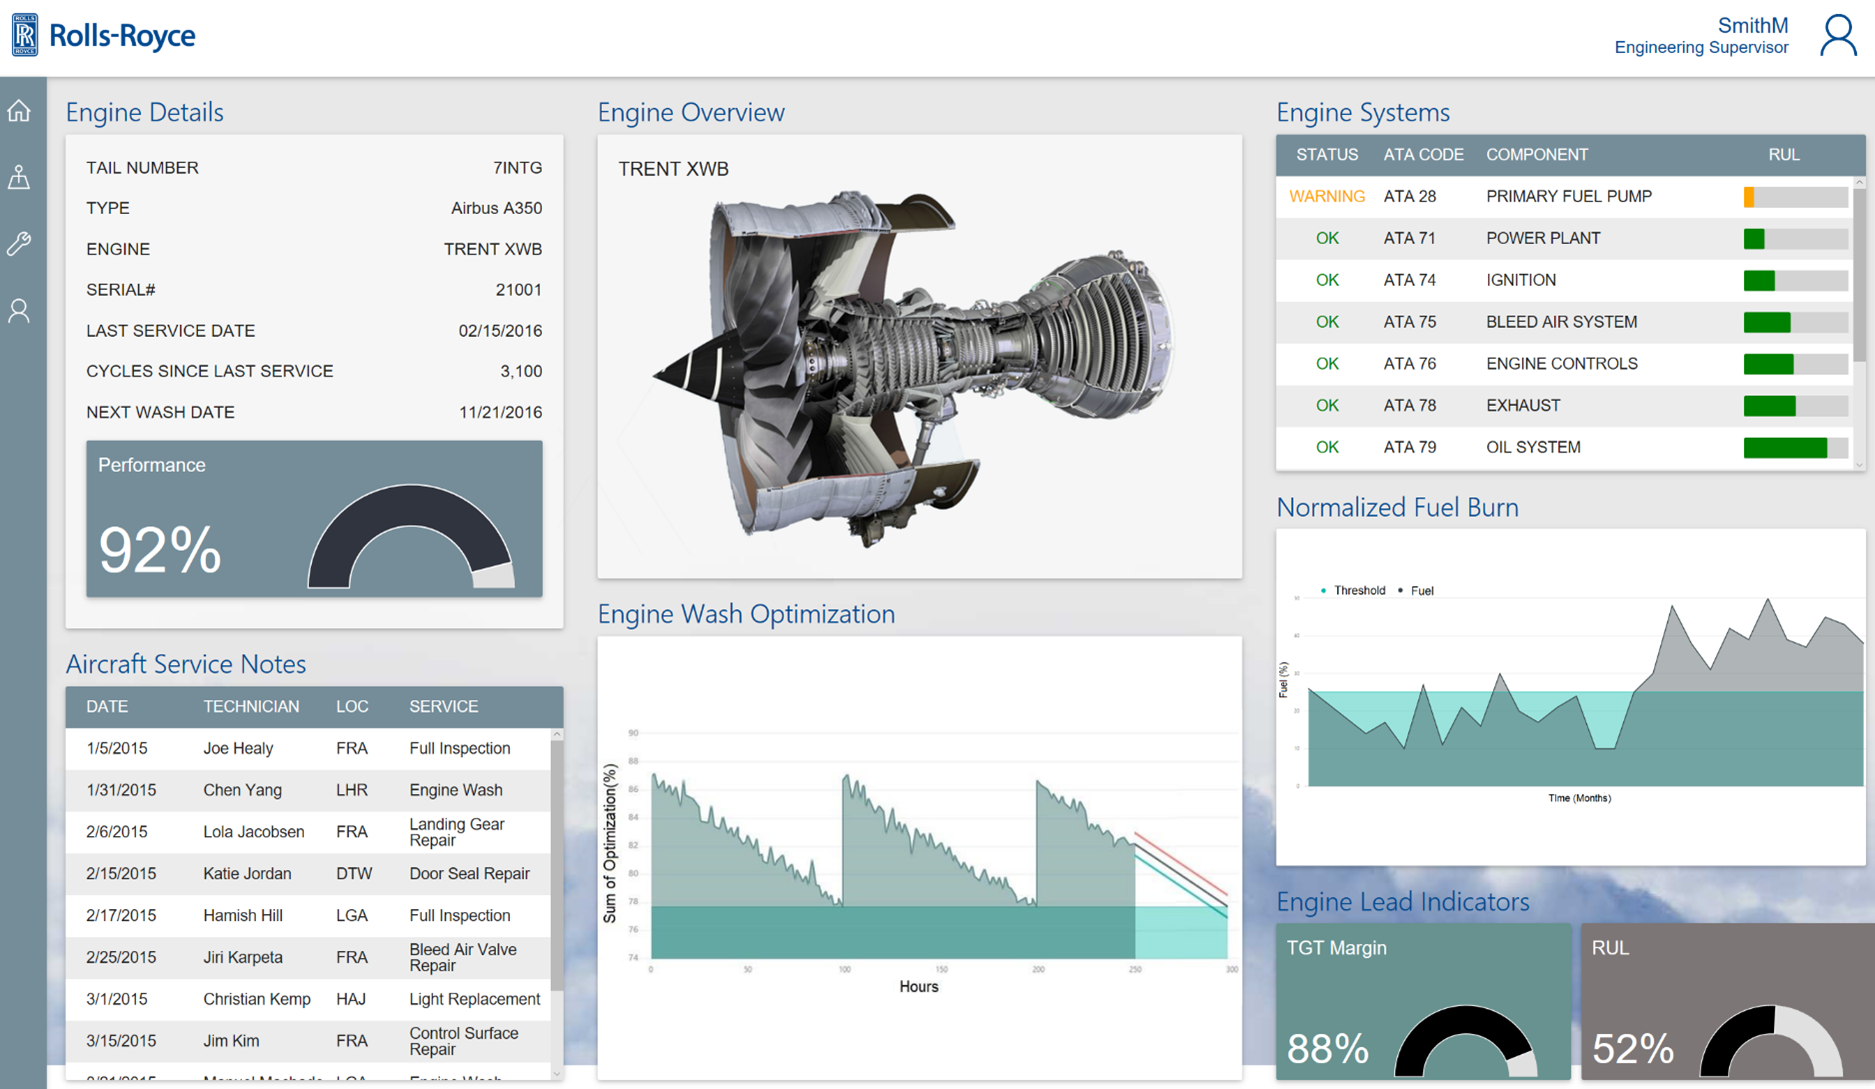 ROLLS
RR
ROYCE
Rolls-Royce
SmithM
Engineering Supervisor
Engine Details
TAIL NUMBER 7INTG
TYPE Airbus A350
ENGINE TRENT XWB
SERIAL# 21001
LAST SERVICE DATE 02/15/2016
CYCLES SINCE LAST SERVICE 3,100
NEXT WASH DATE 11/21/2016
Performance
92%
Aircraft Service Notes
DATE TECHNICIAN LOC SERVICE
1/5/2015 Joe Healy FRA Full Inspection
1/31/2015 Chen Yang LHR Engine Wash
2/6/2015 Lola Jacobsen FRA Landing Gear
Repair
2/15/2015 Katie Jordan DTW Door Seal Repair
2/17/2015 Hamish Hill LGA Full Inspection
2/25/2015 Jiri Karpeta FRA Bleed Air Valve
Repair
3/1/2015 Christian Kemp HAJ Light Replacement
3/15/2015 Jim Kim FRA Control Surface
Repair
Engine Overview
TRENT XWB
Engine Wash Optimization
Sum of Optimization(%)
90
88
86
84
82
80
78
76
74
0 50 100 150 200 250 300
Hours
Engine Systems
STATUS ATA CODE COMPONENT RUL
WARNING ATA 28 PRIMARY FUEL PUMP
OK ATA 71 POWER PLANT
OK ATA 74 IGNITION
OK ATA 75 BLEED AIR SYSTEM
OK ATA 76 ENGINE CONTROLS
OK ATA 78 EXHAUST
OK ATA 79 OIL SYSTEM
Normalized Fuel Burn
Threshold Fuel
Fuel (%)
50
40
30
20
10
0
Time (Months)
Engine Lead Indicators
TGT Margin
88%
RUL
52%